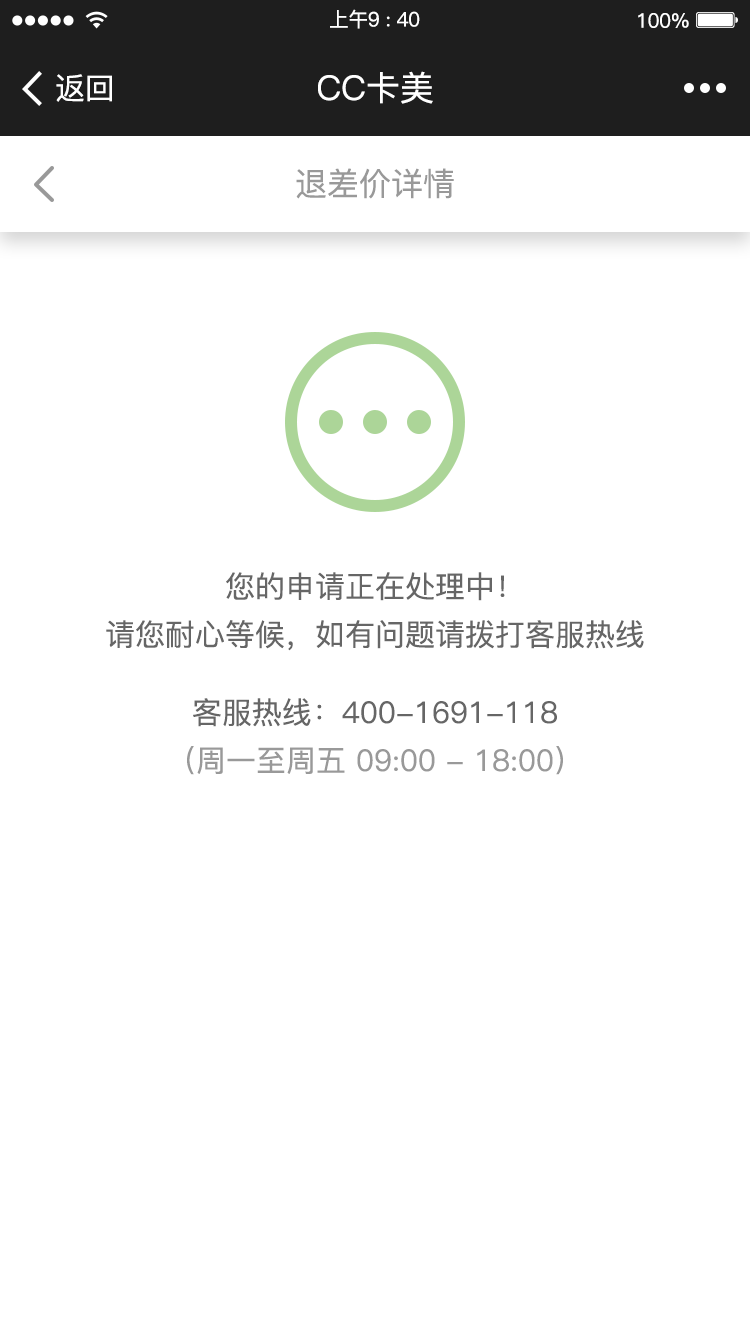 上午9 : 40
100%
返回
CC卡美
退差价详情
您的申请正在处理中！
请您耐心等候，如有问题请拨打客服热线
客服热线：400-1691-118
（周一至周五 09:00 - 18:00）